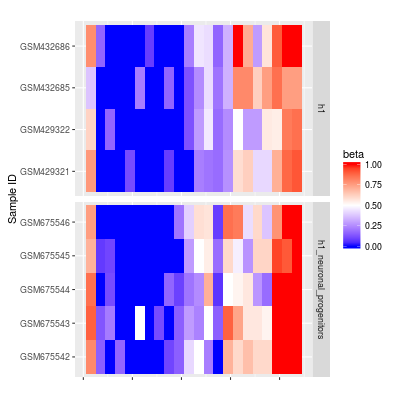 GSM432686
GSM432685
GSM429322
GSM429321
h1
GSM675546
GSM675545
GSM675544
GSM675543
GSM675542
h1_neuronal_progenitors
Sample ID
beta
1.00
0.75
0.50
0.25
0.00